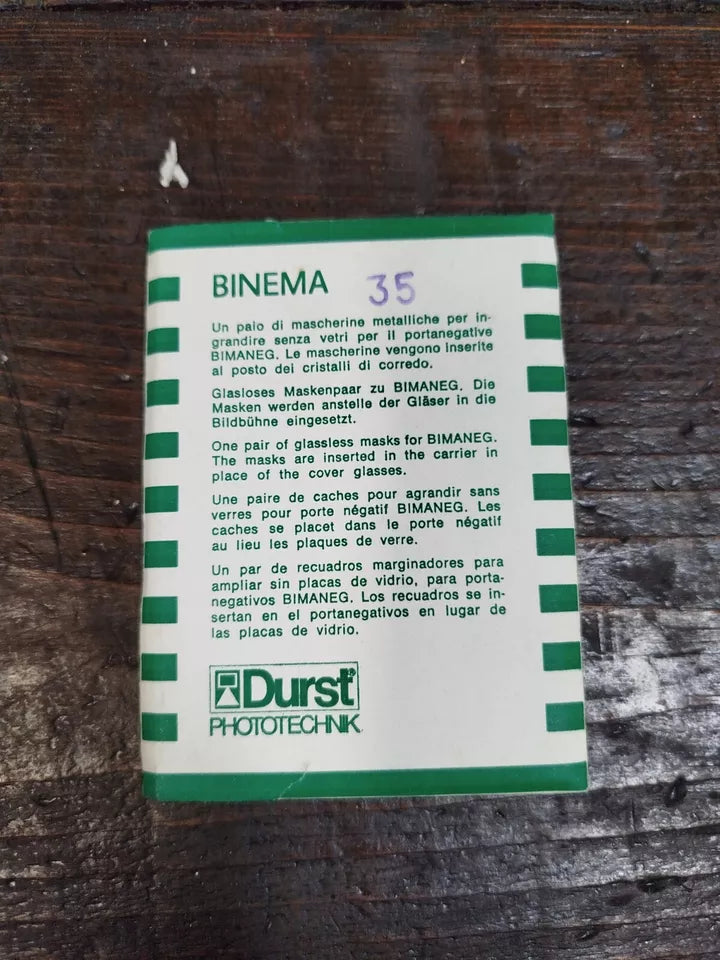 BINEMA 35
Un paio di mascherine metalliche per in-
grandire senza vetri per il portanegative
BIMANEG. Le mascherine vengono inserite
al posto dei cristalli di corredo.
Glasloses Maskenpaar zu BIMANEG. Die
Masken werden anstelle der Gläser in die
Bildbühne eingesetzt.
One pair of glassless masks for BIMANEG.
The masks are inserted in the carrier in
place of the cover glasses.
Une paire de caches pour agrandir sans
verres pour porte négatif BIMANEG. Les
caches se placet dans le porte négatif
au lieu les plaques de verre.
Un par de recuadros marginadores para
ampliar sin placas de vidrio, para porta-
negativos BIMANEG. Los recuadros se in-
sertan en el portanegativos en lugar de
las placas de vidrio.
Durst®
PHOTOTECHNIK